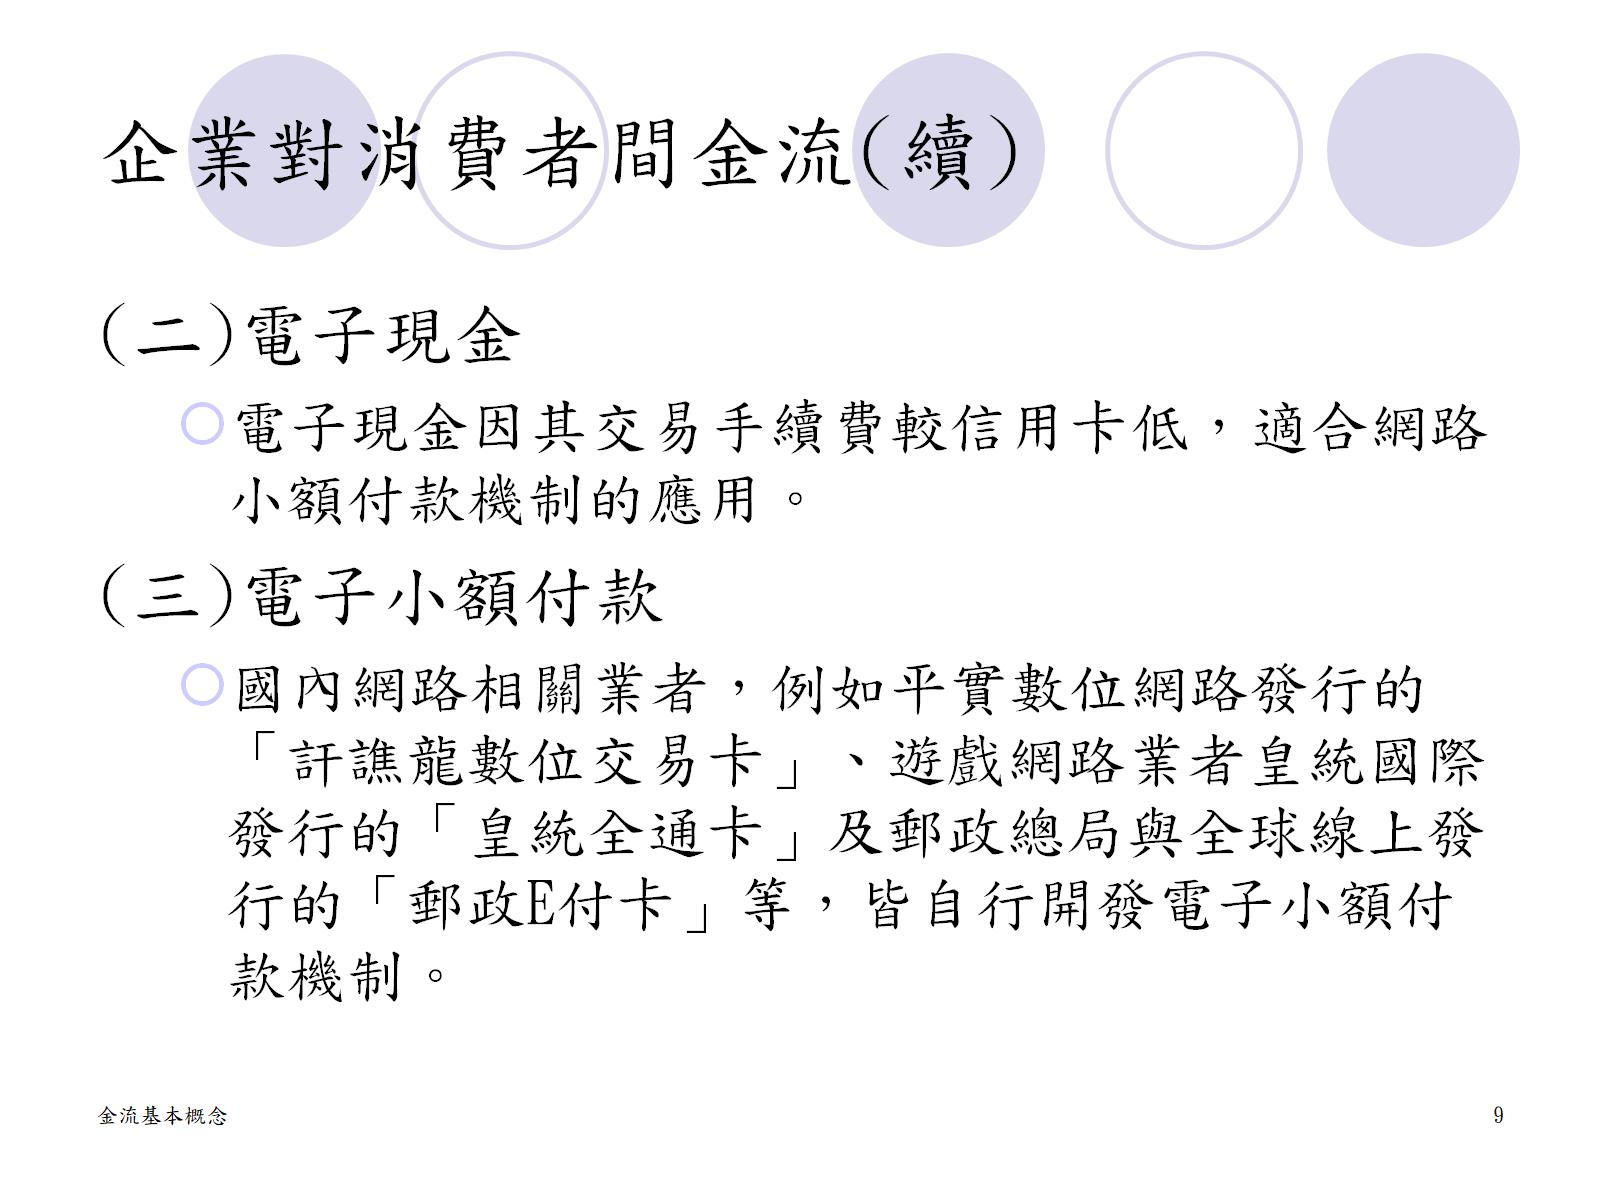 企業對消費者間金流(續)
(二)電子現金
電子現金因其交易手續費較信用卡低，適合網路
小額付款機制的應用。
(三)電子小額付款
國內網路相關業者，例如平實數位網路發行的
「訐譙龍數位交易卡」、遊戲網路業者皇統國際
發行的「皇統全通卡」及郵政總局與全球線上發
行的「郵政E付卡」等，皆自行開發電子小額付
款機制。
金流基本概念
9